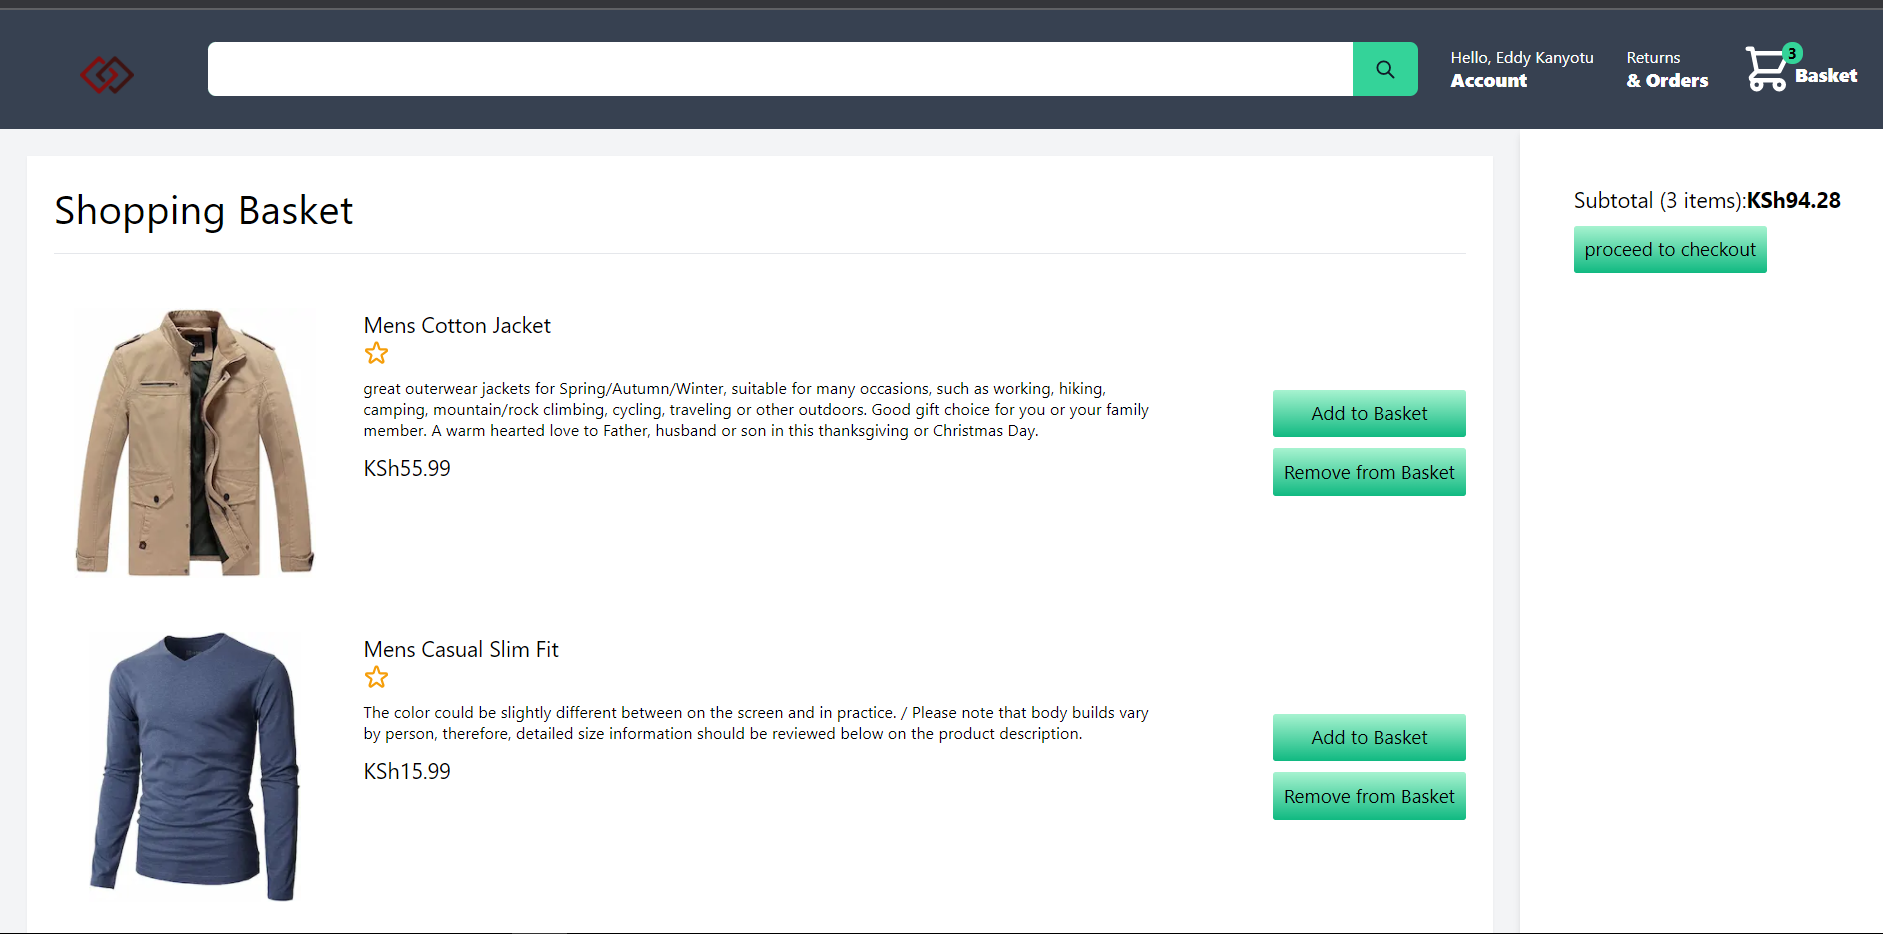 Hello, Eddy Kanyotu
Account
Returns
& Orders
3
Basket
Shopping Basket
Subtotal (3 items):KSh94.28
proceed to checkout
Mens Cotton Jacket
great outerwear jackets for Spring/Autumn/Winter, suitable for many occasions, such as working, hiking,
camping, mountain/rock climbing, cycling, traveling or other outdoors. Good gift choice for you or your family
member. A warm hearted love to Father, husband or son in this thanksgiving or Christmas Day.
KSh55.99
Add to Basket
Remove from Basket
Mens Casual Slim Fit
The color could be slightly different between on the screen and in practice. / Please note that body builds vary
by person, therefore, detailed size information should be reviewed below on the product description.
KSh15.99
Add to Basket
Remove from Basket